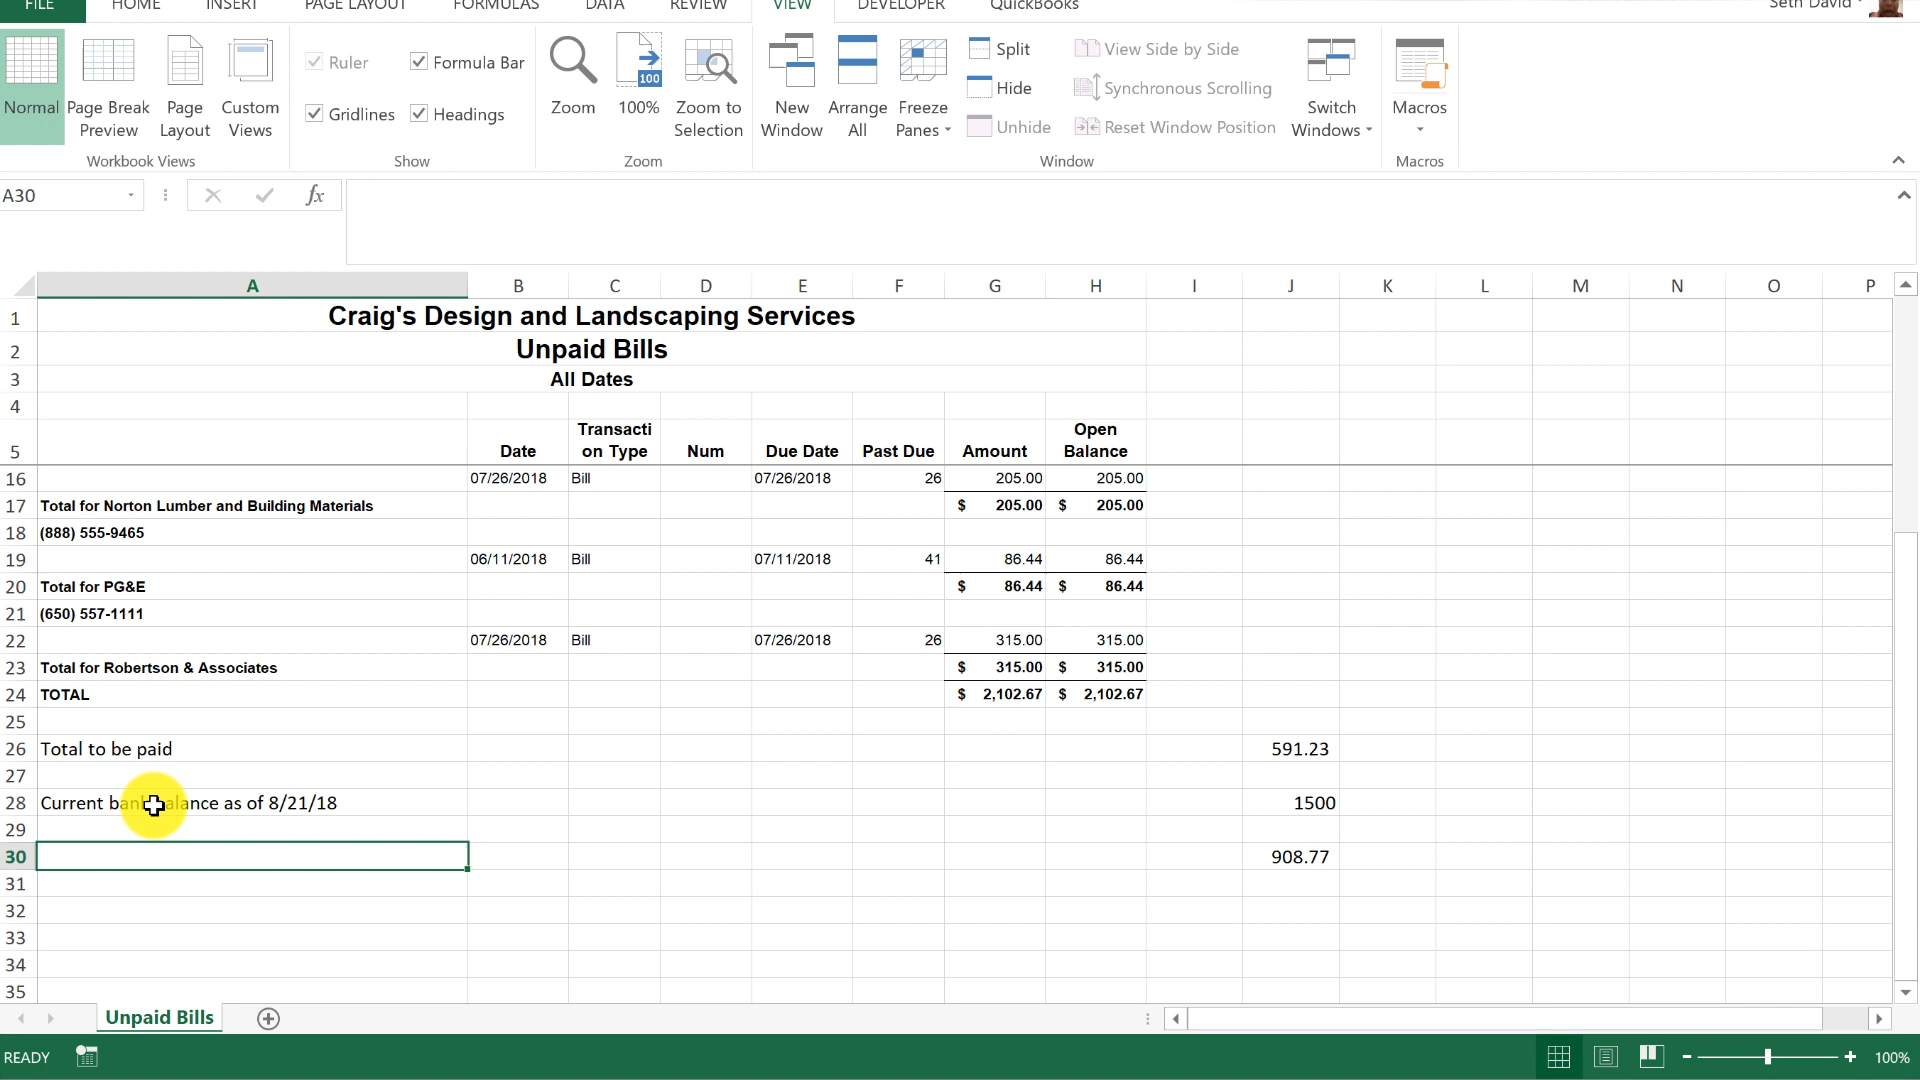 FILE HOME INSERT PAGE LAYOUT FORMULAS DATA REVIEW VIEW DEVELOPER QuickBooks Seth David
Normal Page Break Preview Page Layout Custom Views
Workbook Views
Ruler Formula Bar
Gridlines Headings
Show
Zoom 100 100% Zoom to Selection
Zoom
New Window Arrange All Freeze Panes
Split View Side by Side
Hide Synchronous Scrolling
Unhide Reset Window Position
Switch Windows
Window
Macros
Macros
A30 fx
A B C D E F G H I J K L M N O P
1 Craig's Design and Landscaping Services
2 Unpaid Bills
3 All Dates
4
5 Date Transacti on Type Num Due Date Past Due Amount Open Balance
16 07/26/2018 Bill 07/26/2018 26 205.00 205.00
17 Total for Norton Lumber and Building Materials $ 205.00 $ 205.00
18 (888) 555-9465
19 06/11/2018 Bill 07/11/2018 41 86.44 86.44
20 Total for PG&E $ 86.44 $ 86.44
21 (650) 557-1111
22 07/26/2018 Bill 07/26/2018 26 315.00 315.00
23 Total for Robertson & Associates $ 315.00 $ 315.00
24 TOTAL $ 2,102.67 $ 2,102.67
25
26 Total to be paid 591.23
27
28 Current bank balance as of 8/21/18 1500
29
30 908.77
31
32
33
34
35
Unpaid Bills
READY 100%